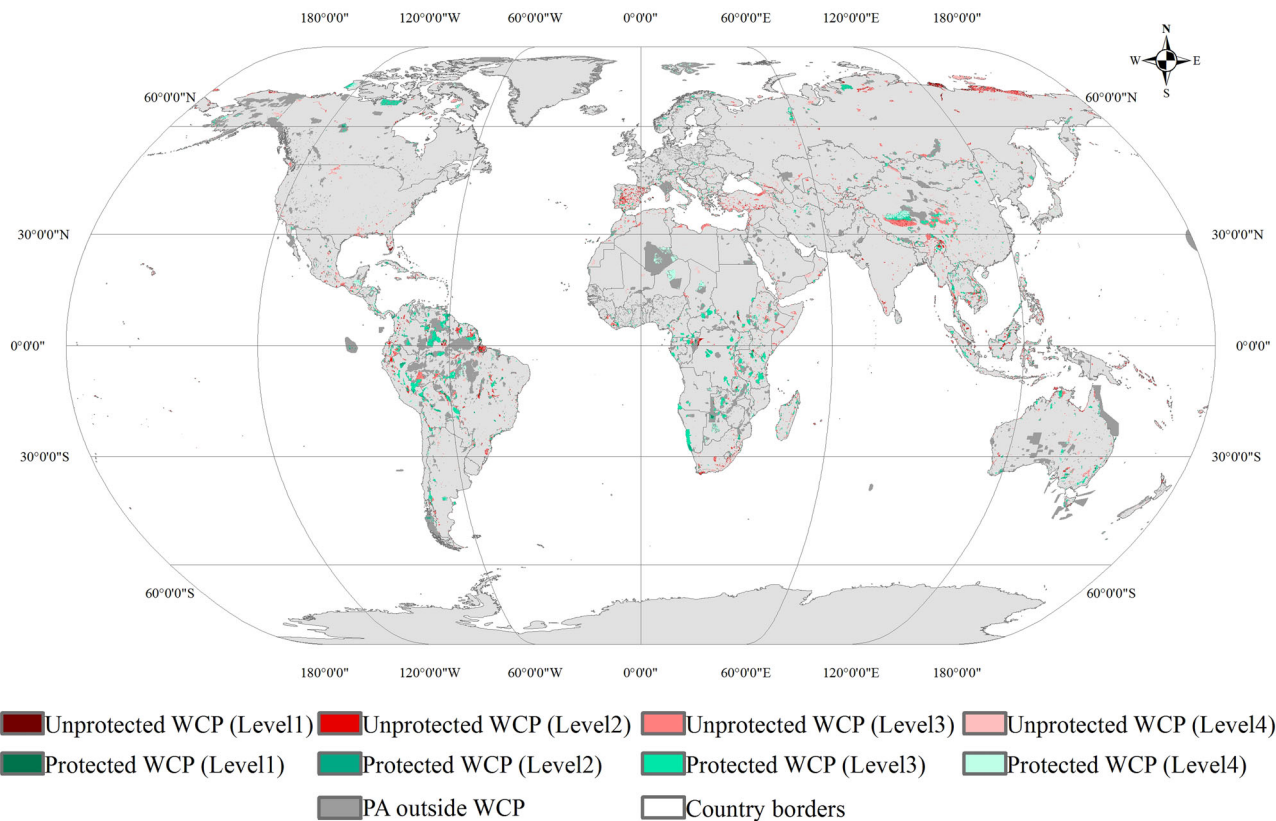 180°0'0" 120°0'0"W 60°0'0"W 0°0'0" 60°0'0"E 120°0'0"E 180°0'0"
N
W E
S
60°0'0"N 60°0'0"N
30°0'0"N 30°0'0"N
0°0'0" 0°0'0"
30°0'0"S 30°0'0"S
60°0'0"S 60°0'0"S
180°0'0" 120°0'0"W 60°0'0"W 0°0'0" 60°0'0"E 120°0'0"E 180°0'0"
Unprotected WCP (Level1) Unprotected WCP (Level2) Unprotected WCP (Level3) Unprotected WCP (Level4)
Protected WCP (Level1) Protected WCP (Level2) Protected WCP (Level3) Protected WCP (Level4)
PA outside WCP Country borders